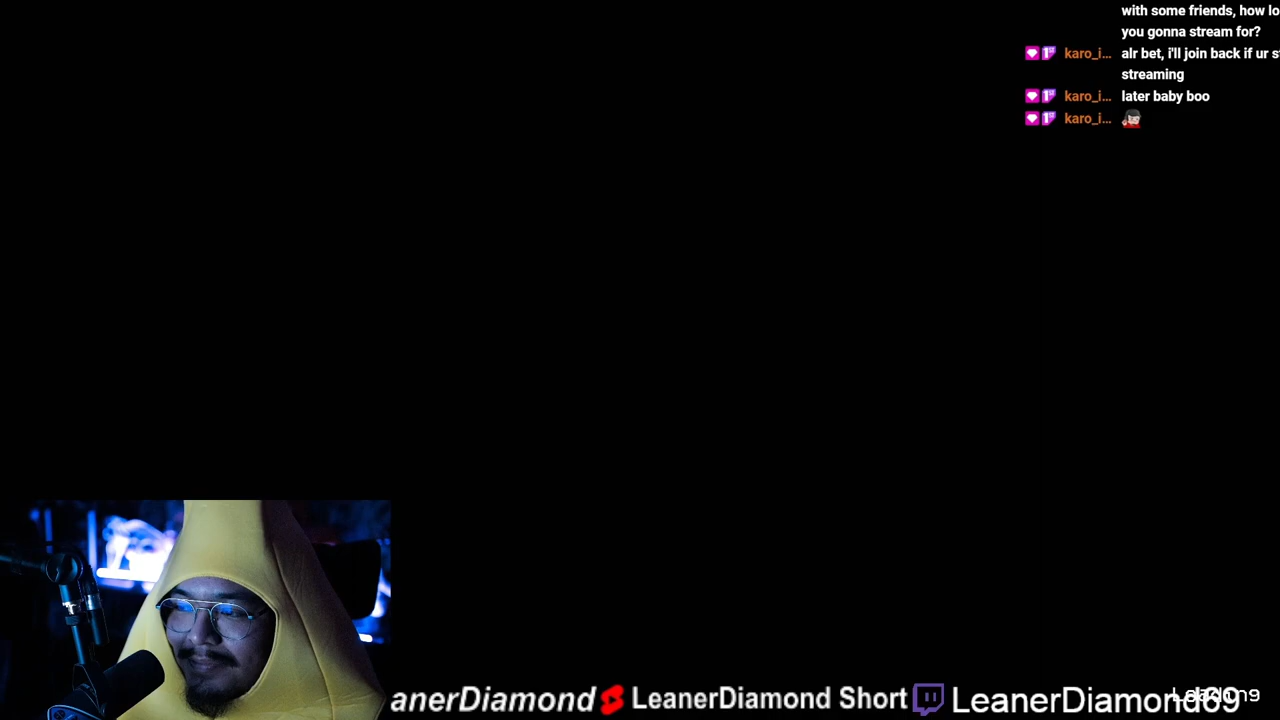 with some friends, how lo
you gonna stream for?
karo_i... alr bet, i'll join back if ur s
streaming
karo_i... later baby boo
karo_i...
anerDiamond LeanerDiamond Short LeanerDiamond69
Loading